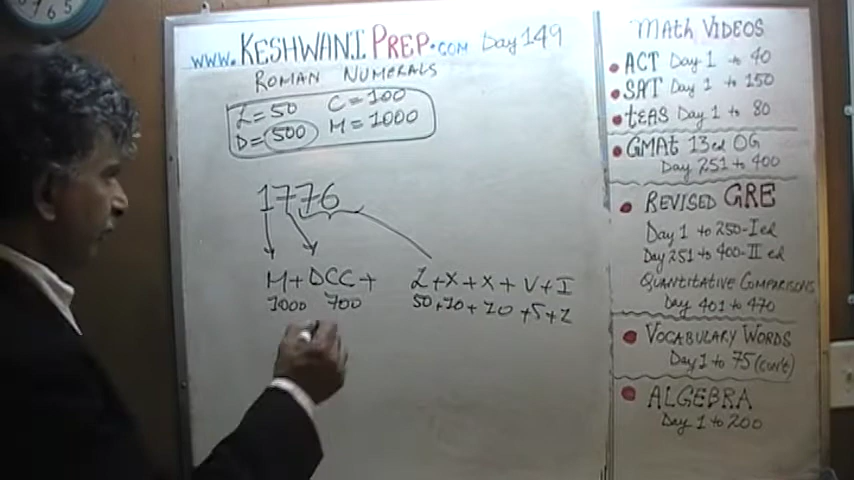 www.KESHWANI PREP.com Day 149
ROMAN NUMERALS
L=50 C=100
D=500 M=1000
1776
M+DCC+ L+X+X+V+I
1000 700 50+10+10+5+1
MATH VIDEOS
ACT Day 1 to 40
SAT Day 1 to 150
tEAS Day 1 to 80
GMAt 13ed OG
Day 251 to 400
REVISED GRE
Day 1 to 250-I ed
Day 251 to 400-II ed
QUANTITATIVE COMPARISONS
Day 401 to 470
VOCABULARY WORDS
Day 1 to 75 (cont)
ALGEBRA
Day 1 to 200